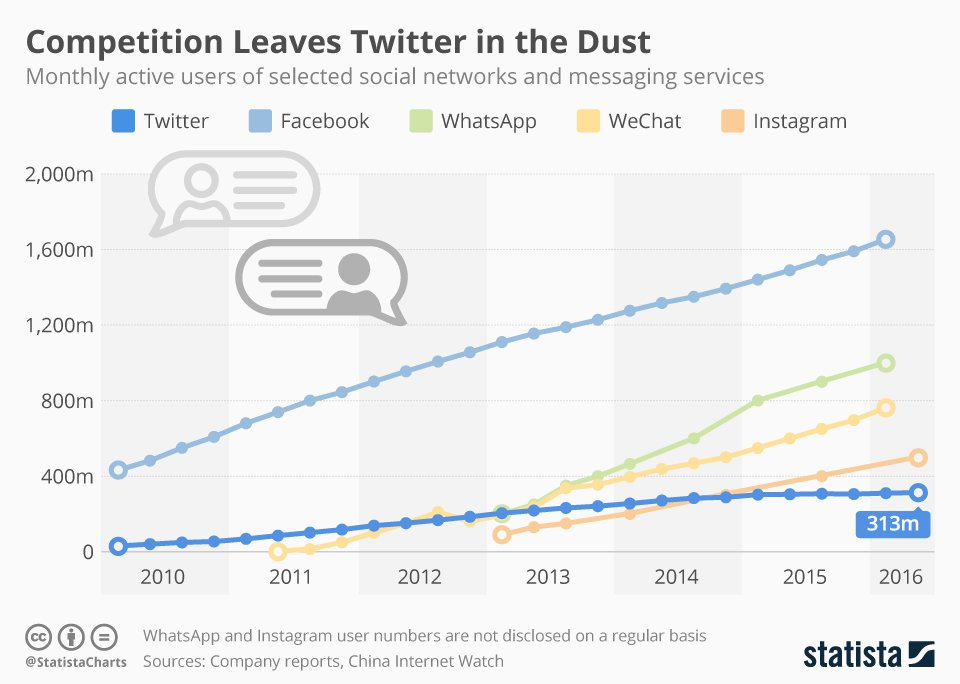 Competition Leaves Twitter in the Dust
Monthly active users of selected social networks and messaging services
Twitter Facebook WhatsApp WeChat Instagram
2,000m
1,600m
1,200m
800m
400m
0
313m
2010 2011 2012 2013 2014 2015 2016
cc =
@StatistaCharts
WhatsApp and Instagram user numbers are not disclosed on a regular basis
Sources: Company reports, China Internet Watch
statista